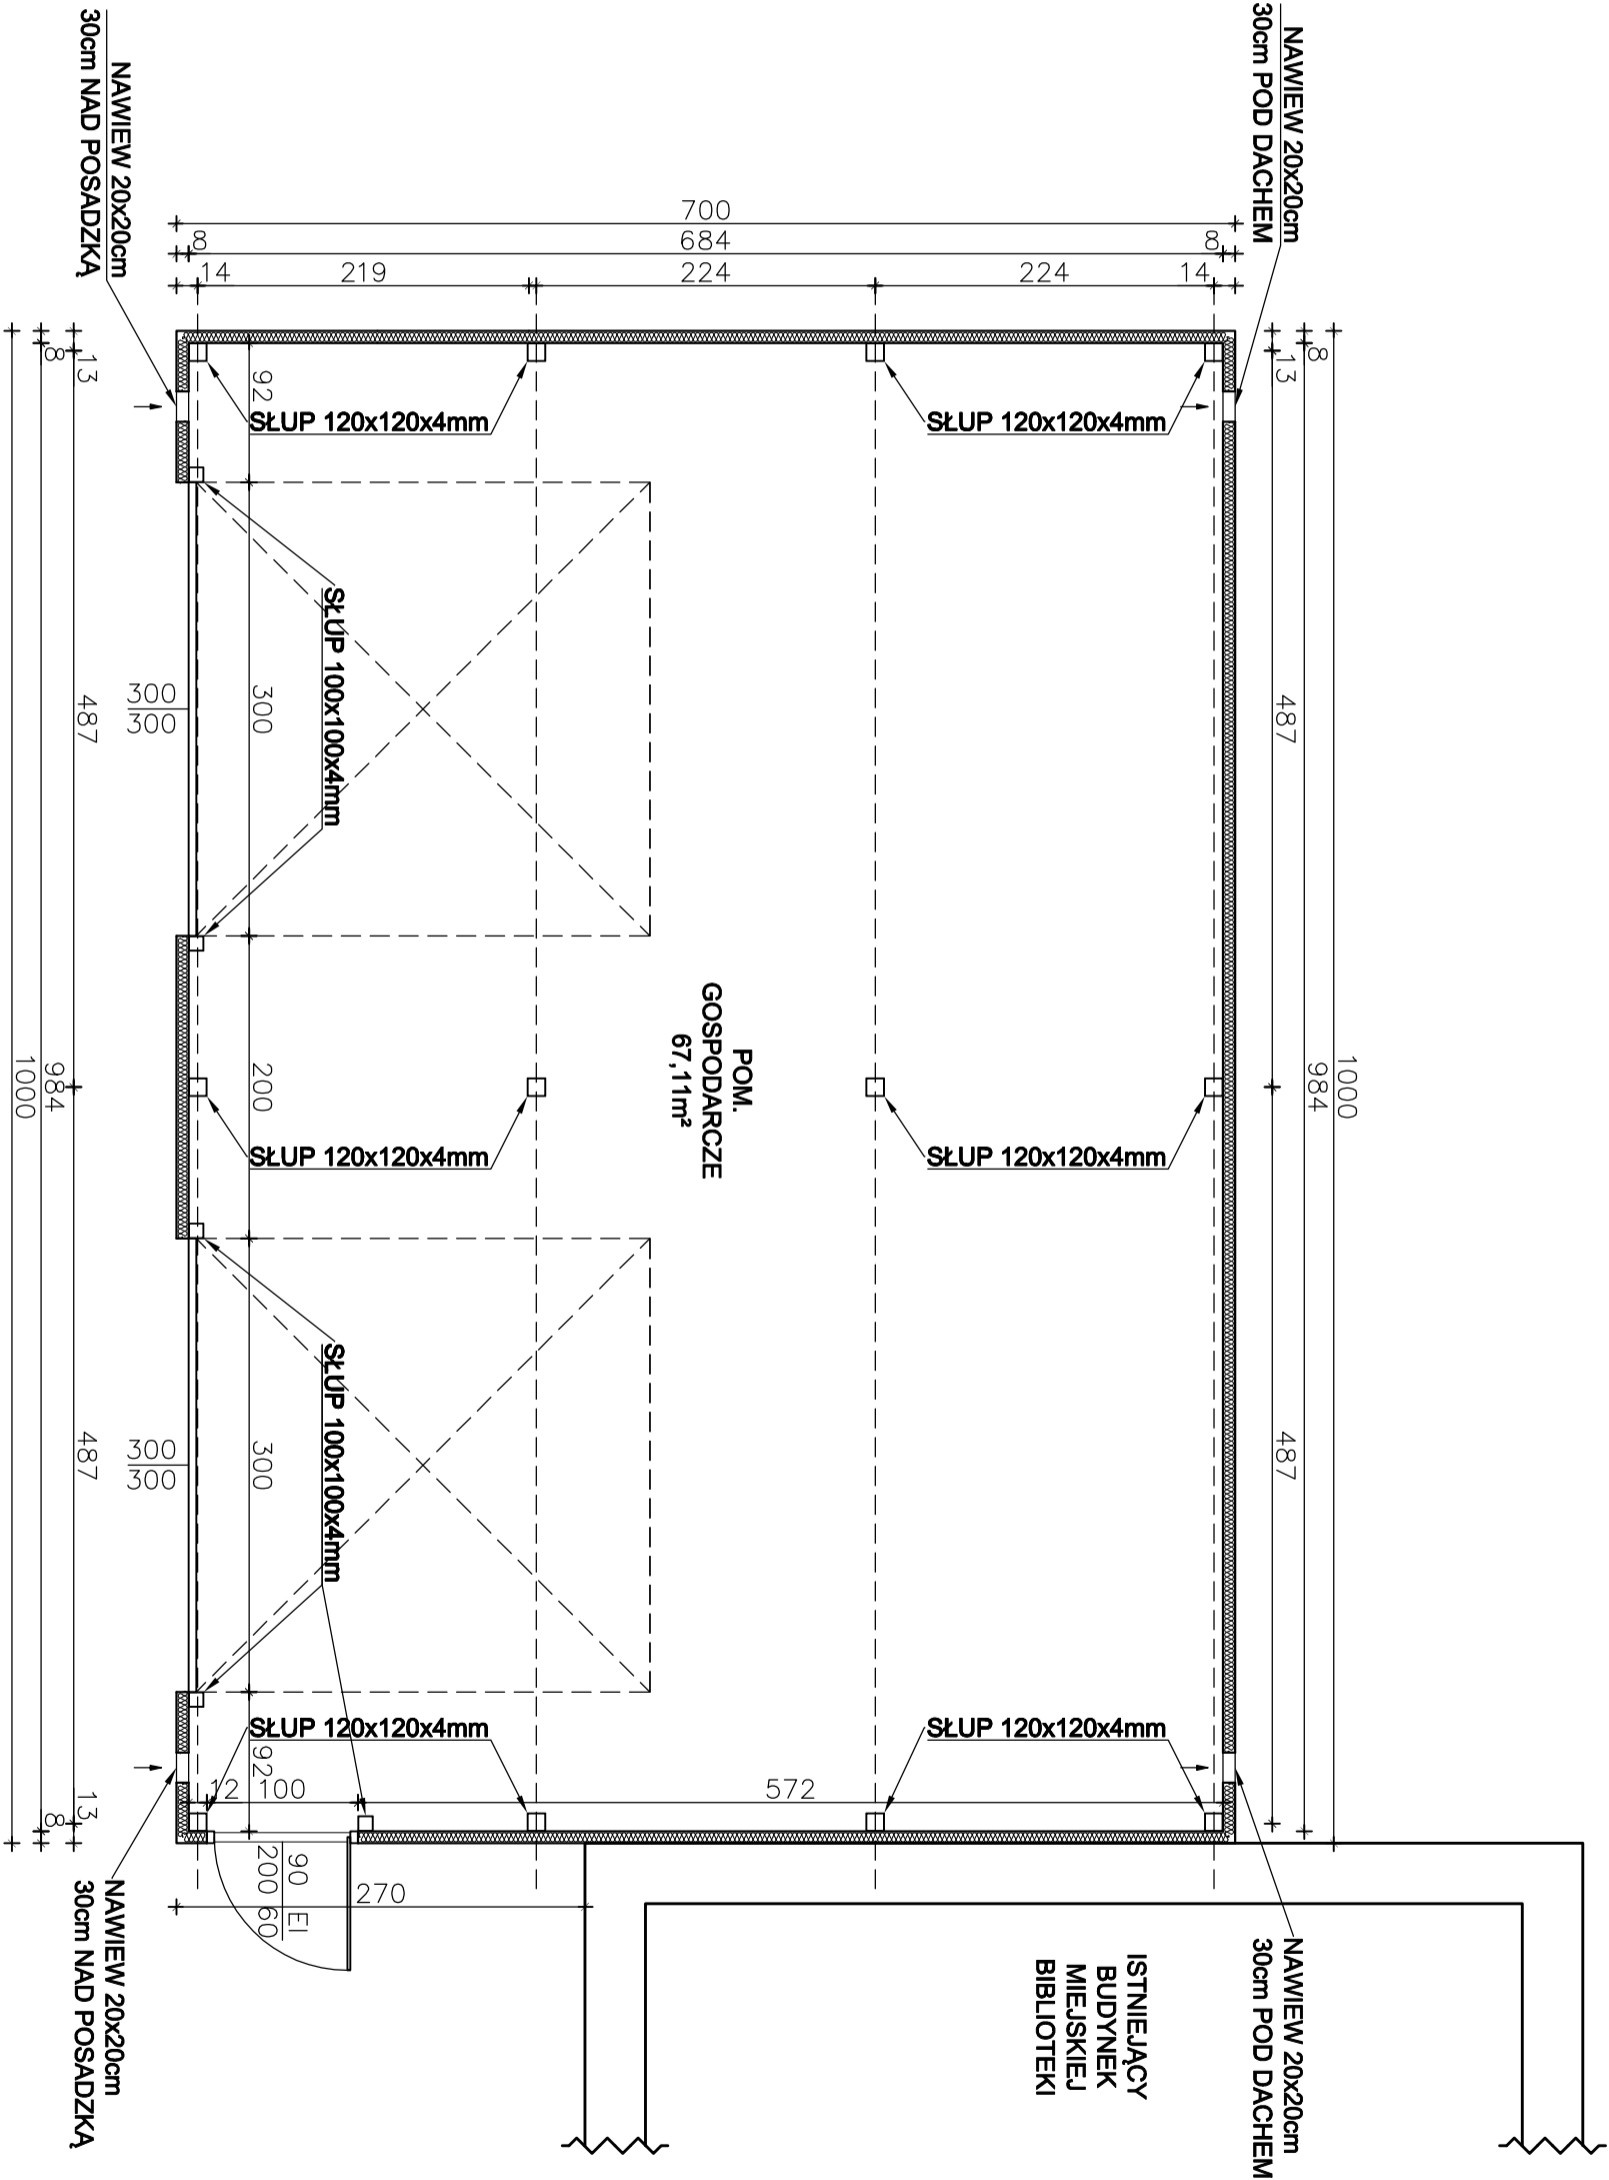 NAWIEW 20x20cm
30cm NAD POSADZKĄ
NAWIEW 20x20cm
30cm POD DACHEM
700
8
684
8
14
219
224
224
14
13
8
92
SŁUP 120x120x4mm
SŁUP 120x120x4mm
13
8
SŁUP 100x100x4mm
300
300
300
487
487
POM.
GOSPODARCZE
67,11m²
200
984
1000
1000
984
SŁUP 120x120x4mm
SŁUP 120x120x4mm
SŁUP 100x100x4mm
300
300
300
487
487
SŁUP 120x120x4mm
SŁUP 120x120x4mm
92
12
100
572
13
8
90 EI
200 60
270
NAWIEW 20x20cm
30cm NAD POSADZKĄ
ISTNIEJĄCY
BUDYNEK
MIEJSKIEJ
BIBLIOTEKI
NAWIEW 20x20cm
30cm POD DACHEM